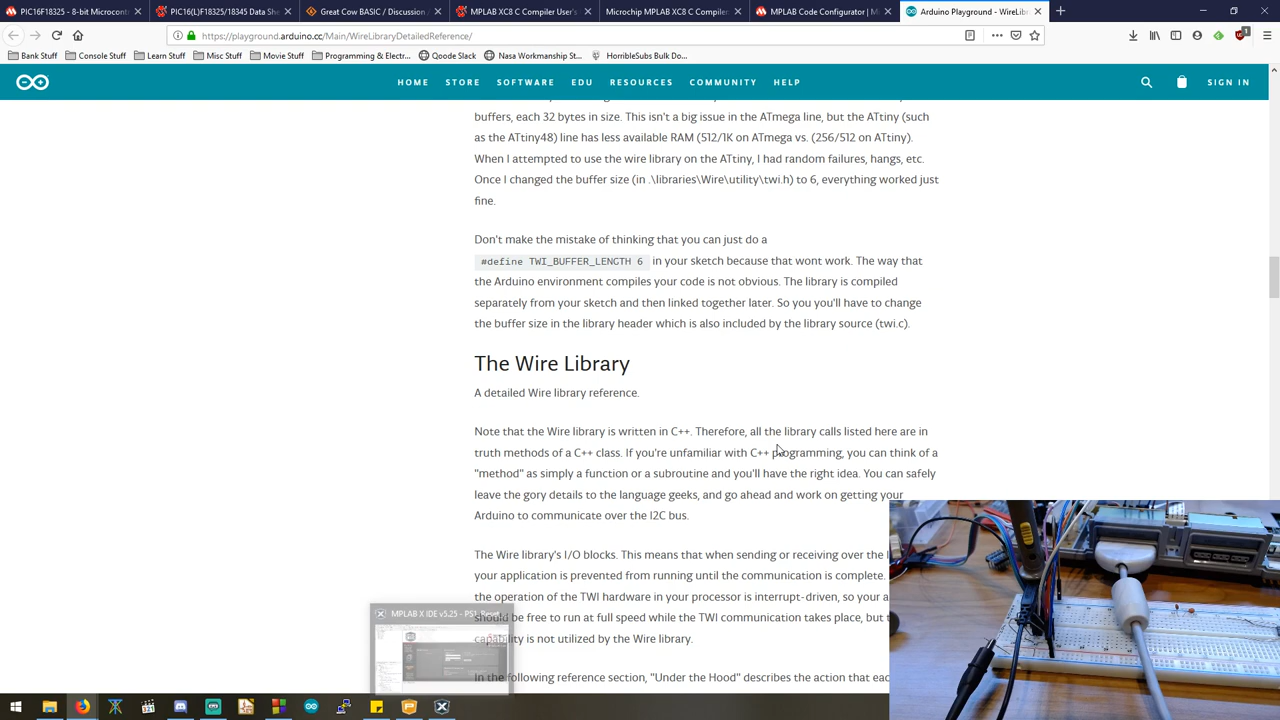 PIC16F18325 - 8-bit Microcont
PIC16(L)F18325/18345 Data She
Great Cow BASIC / Discussion /
MPLAB XC8 C Compiler User's
Microchip MPLAB XC8 C Compiler
MPLAB Code Configurator | M
Arduino Playground - WireLib
https://playground.arduino.cc/Main/WireLibraryDetailedReference/
Bank Stuff
Console Stuff
Learn Stuff
Misc Stuff
Movie Stuff
Programming & Electr...
Qoode Slack
Nasa Workmanship St...
HorribleSubs Bulk Do...
HOME STORE SOFTWARE EDU RESOURCES COMMUNITY HELP
SIGN IN
buffers, each 32 bytes in size. This isn't a big issue in the ATmega line, but the ATtiny (such
as the ATtiny48) line has less available RAM (512/1K on ATmega vs. (256/512 on ATtiny).
When I attempted to use the wire library on the ATtiny, I had random failures, hangs, etc.
Once I changed the buffer size (in .\libraries\Wire\utility\twi.h) to 6, everything worked just
fine.
Don't make the mistake of thinking that you can just do a
#define TWI_BUFFER_LENGTH 6 in your sketch because that wont work. The way that
the Arduino environment compiles your code is not obvious. The library is compiled
separately from your sketch and then linked together later. So you you'll have to change
the buffer size in the library header which is also included by the library source (twi.c).
The Wire Library
A detailed Wire library reference.
Note that the Wire library is written in C++. Therefore, all the library calls listed here are in
truth methods of a C++ class. If you're unfamiliar with C++ programming, you can think of a
"method" as simply a function or a subroutine and you'll have the right idea. You can safely
leave the gory details to the language geeks, and go ahead and work on getting your
Arduino to communicate over the I2C bus.
The Wire library's I/O blocks. This means that when sending or receiving over the
your application is prevented from running until the communication is complete.
the operation of the TWI hardware in your processor is interrupt-driven, so your
should be free to run at full speed while the TWI communication takes place, but
capability is not utilized by the Wire library.
In the following reference section, "Under the Hood" describes the action that
MPLAB X IDE v5.25 - PS1_Reset